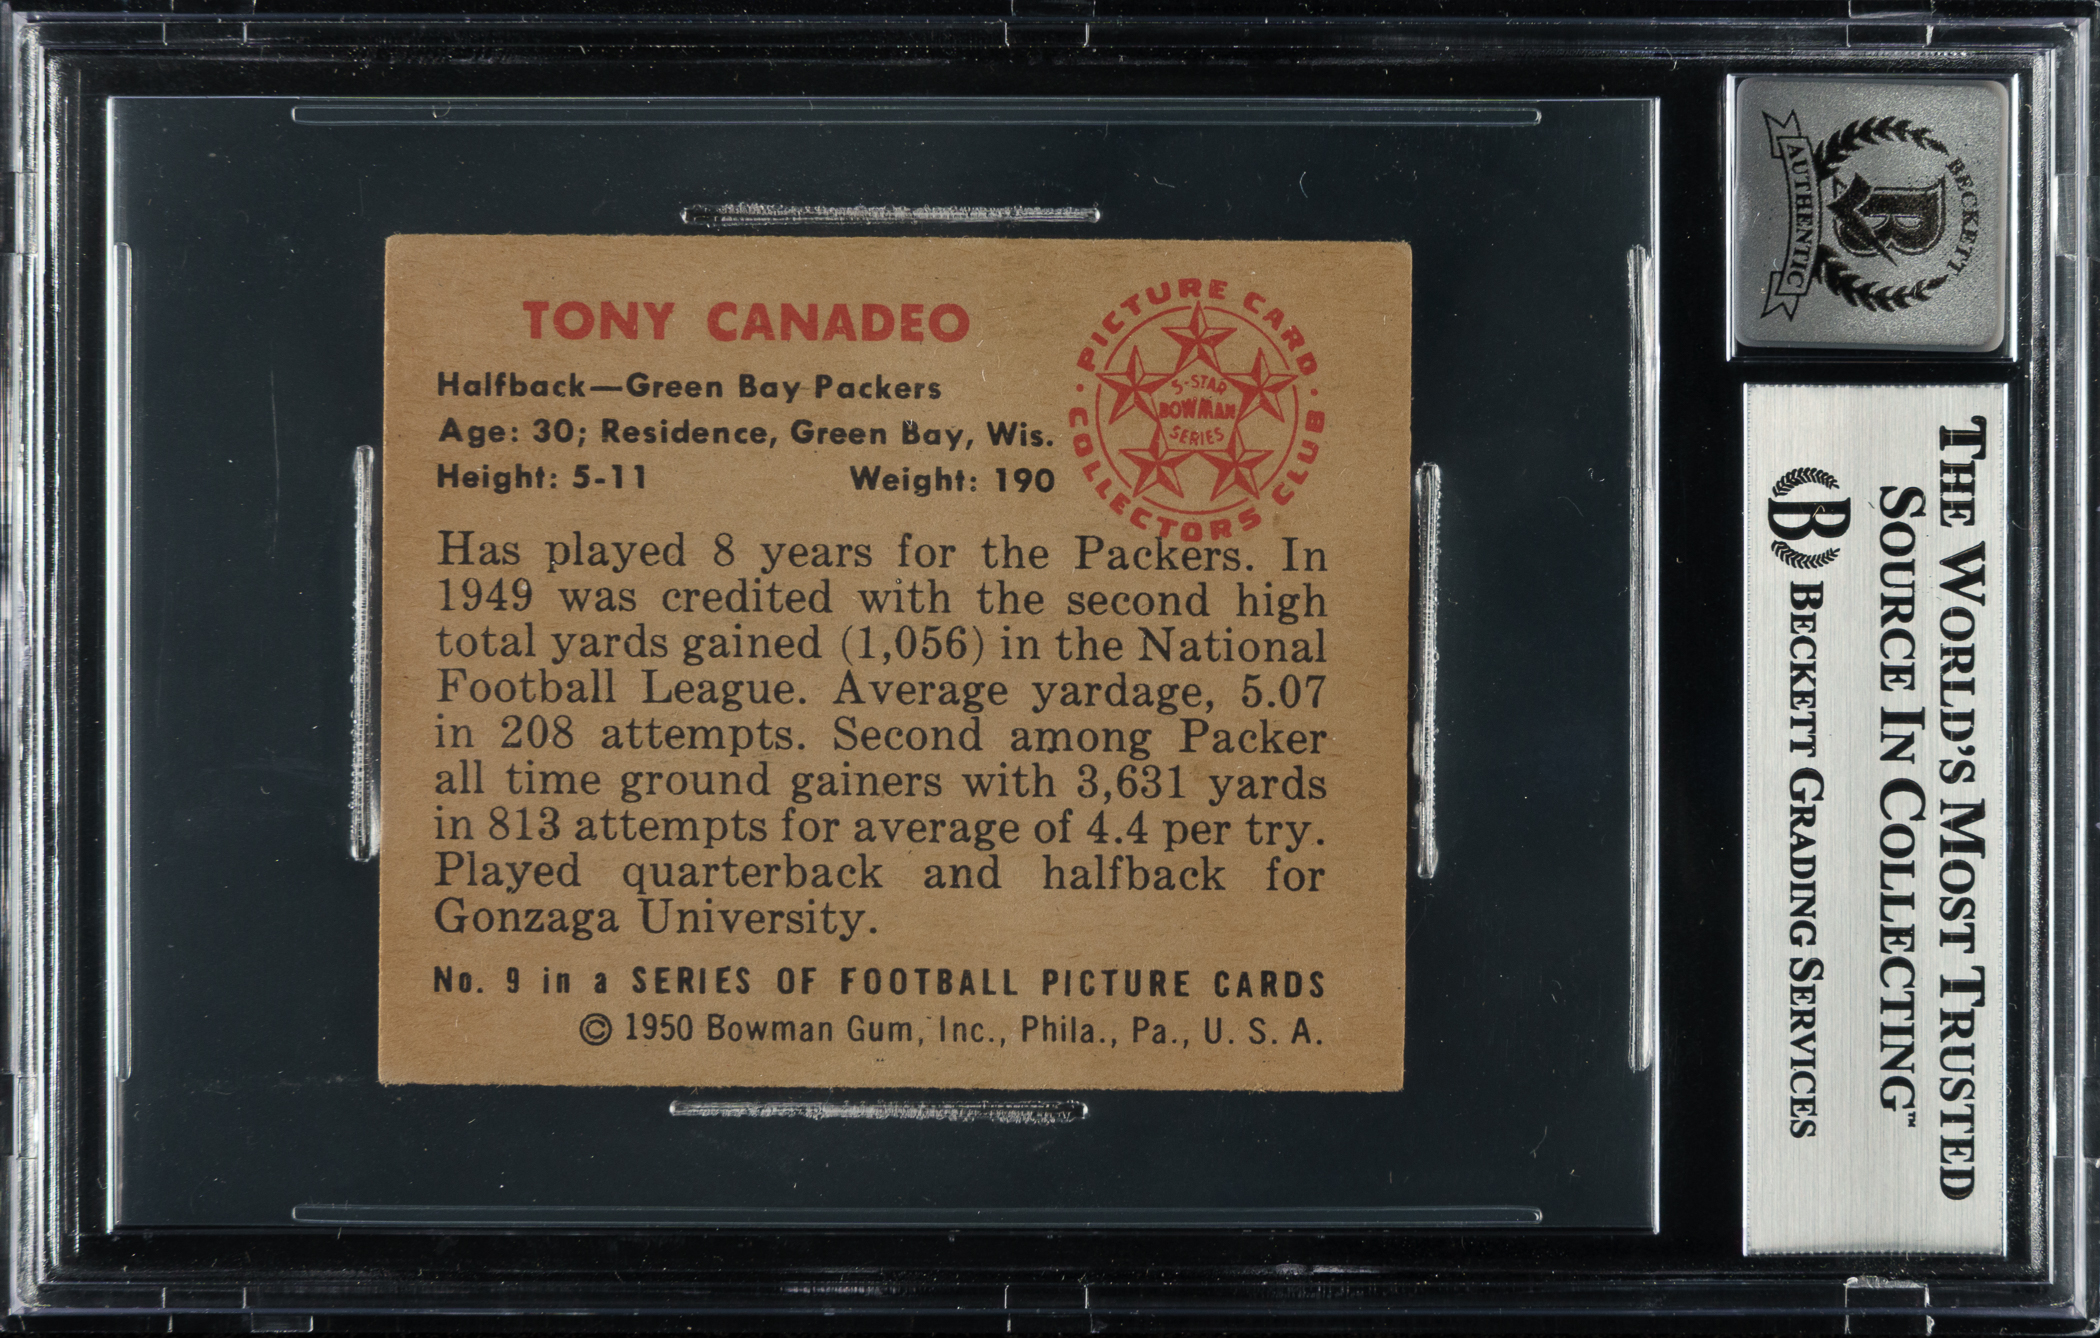 TONY CANADEO
Halfback—Green Bay Packers
Age: 30; Residence, Green Bay, Wis.
Height: 5-11 Weight: 190
· PICTURE CARD · COLLECTORS CLUB
5-STAR
BOWMAN
SERIES
Has played 8 years for the Packers. In
1949 was credited with the second high
total yards gained (1,056) in the National
Football League. Average yardage, 5.07
in 208 attempts. Second among Packer
all time ground gainers with 3,631 yards
in 813 attempts for average of 4.4 per try.
Played quarterback and halfback for
Gonzaga University.
No. 9 in a SERIES OF FOOTBALL PICTURE CARDS
© 1950 Bowman Gum, Inc., Phila., Pa., U. S. A.
BECKETT
B
AUTHENTIC
THE WORLD'S MOST TRUSTED
SOURCE IN COLLECTING™
B BECKETT GRADING SERVICES